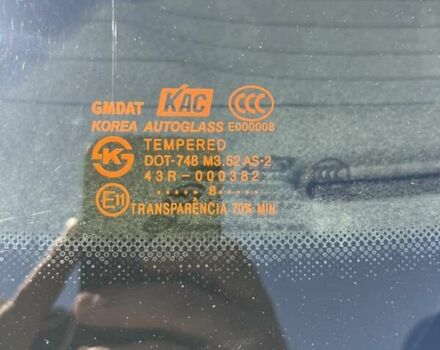 GMDAT KAC CCC
KOREA AUTOGLASS E000008
TEMPERED
DOT-748 M3.52 AS-2
43R-000382
..... 8.....
E11 TRANSPARÊNCIA 70% MIN.